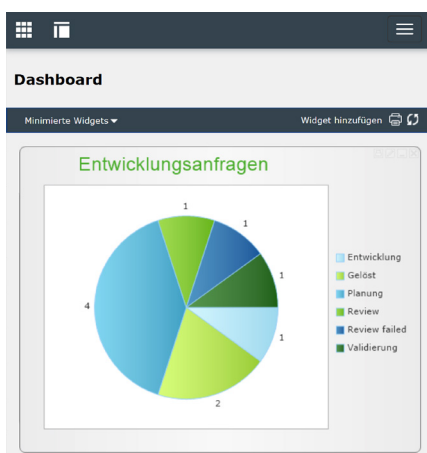 Dashboard
Minimierte Widgets
Widget hinzufügen
Entwicklungsanfragen
1
1
1
4
1
2
Entwicklung
Gelöst
Planung
Review
Review failed
Validierung